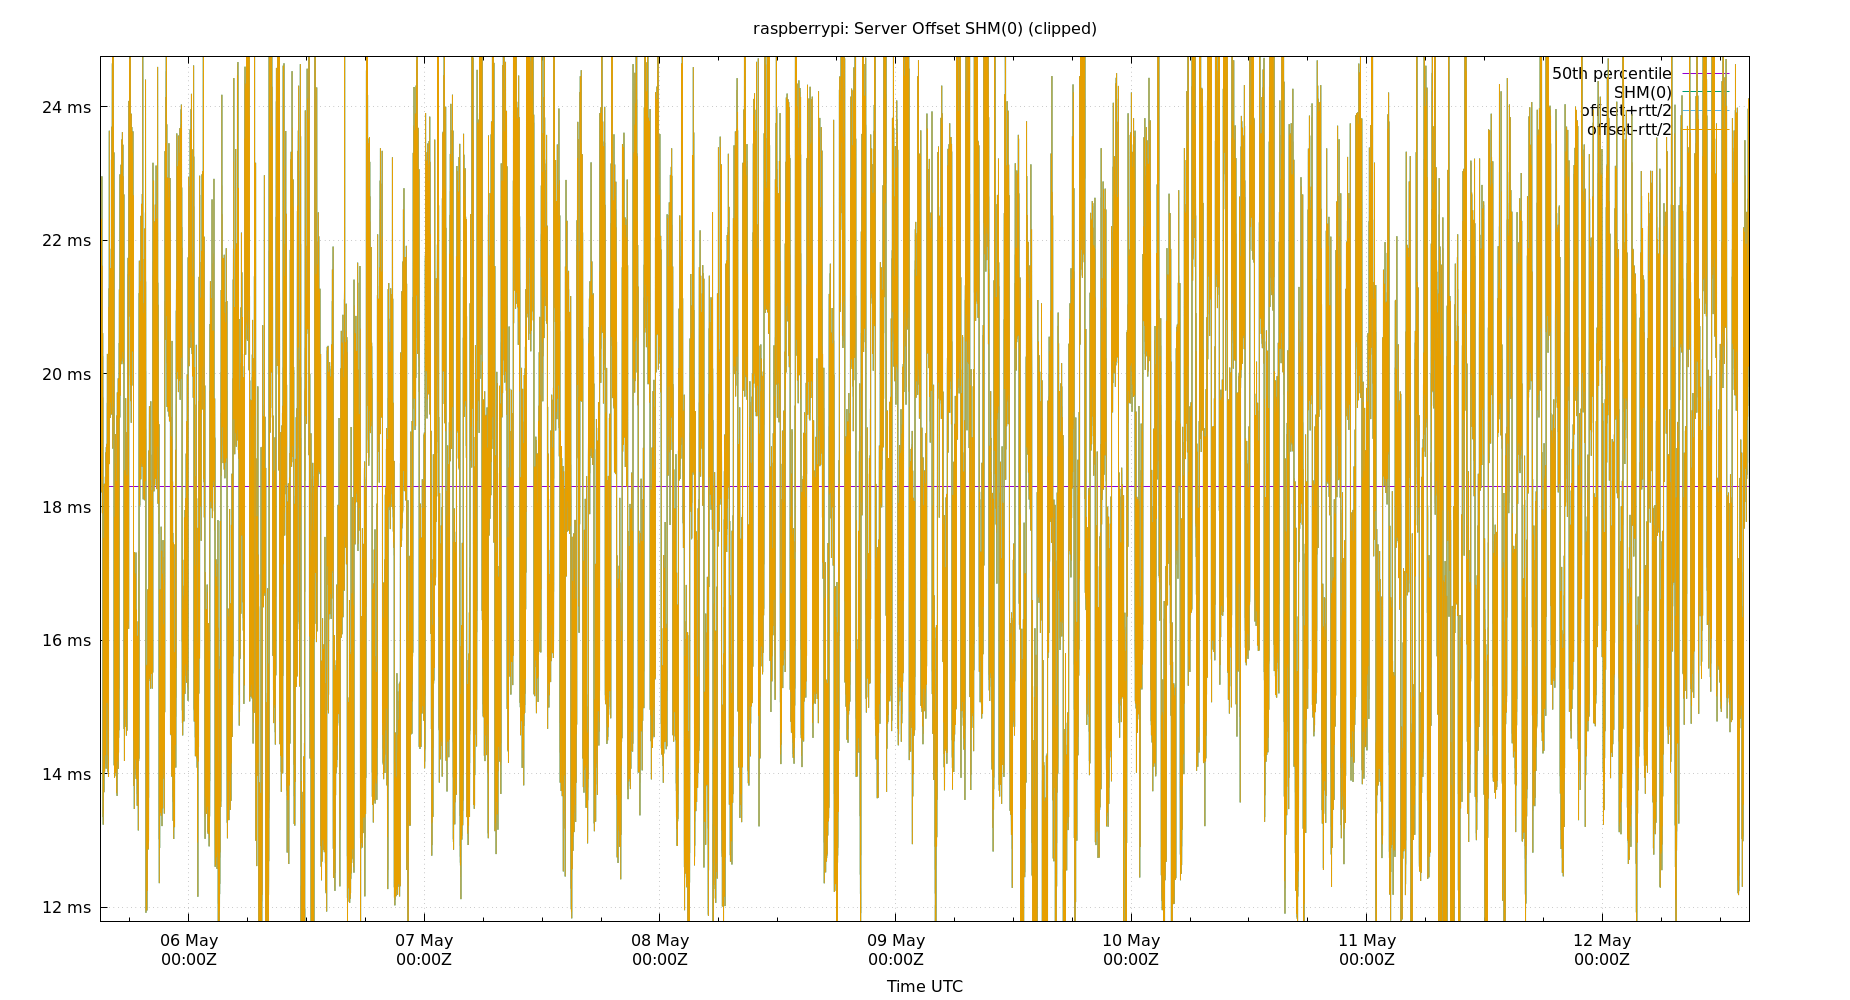 raspberrypi: Server Offset SHM(0) (clipped)
50th percentile
SHM(0)
offset+rtt/2
offset-rtt/2
24 ms
22 ms
20 ms
18 ms
16 ms
14 ms
12 ms
06 May 07 May 08 May 09 May 10 May 11 May 12 May
00:00Z 00:00Z 00:00Z 00:00Z 00:00Z 00:00Z 00:00Z
Time UTC